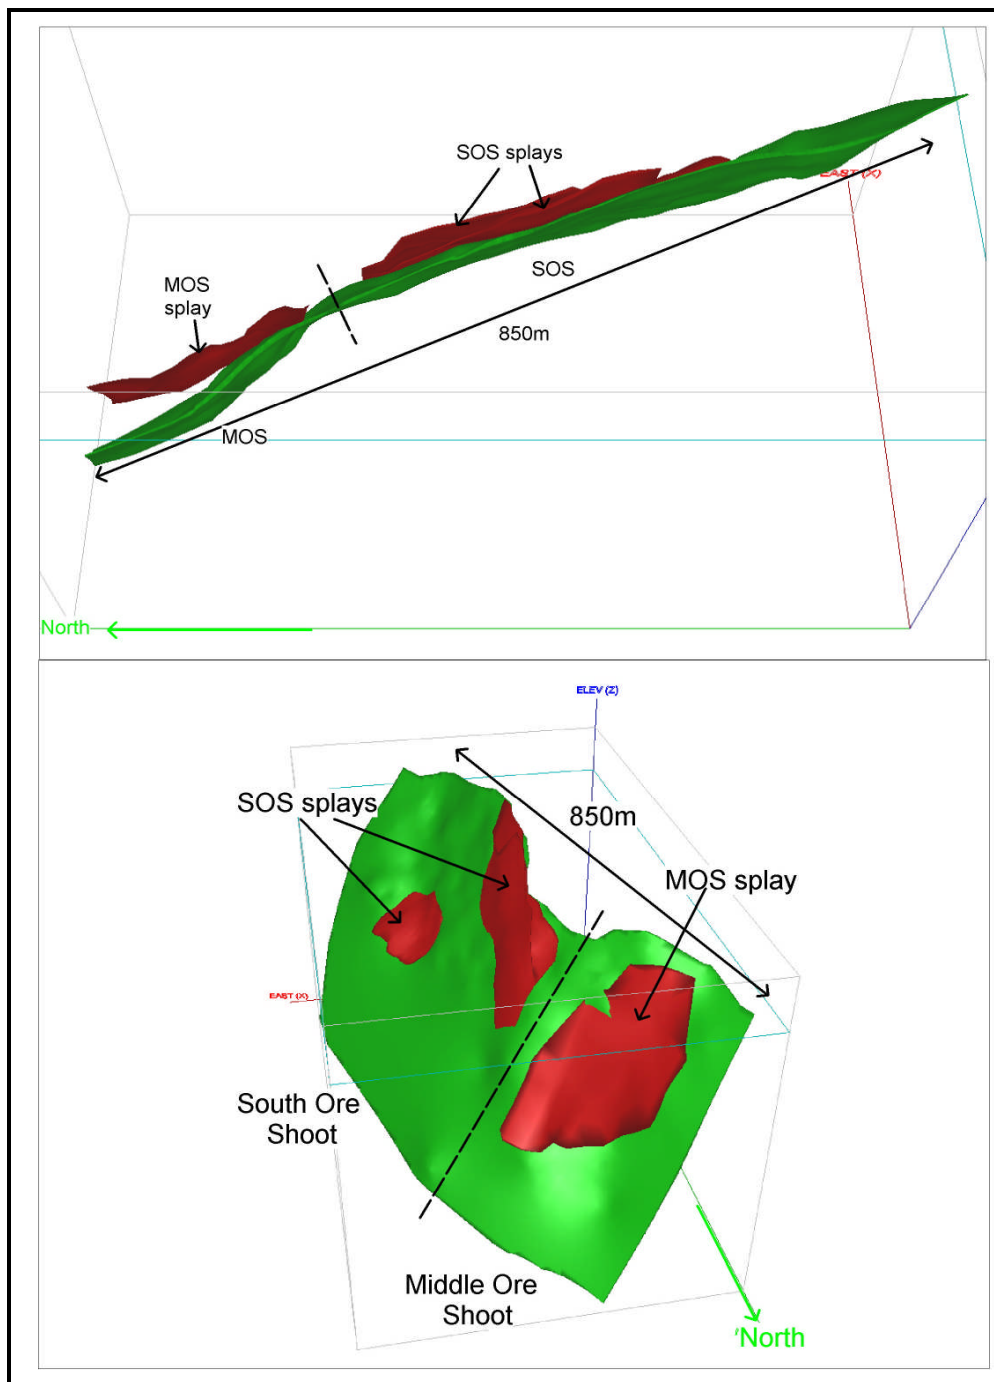 SOS splays
EAST (X)
SOS
MOS
splay
850m
MOS
North
ELEV (Z)
SOS splays
850m
MOS splay
EAST (X)
South Ore
Shoot
Middle Ore
Shoot
'North